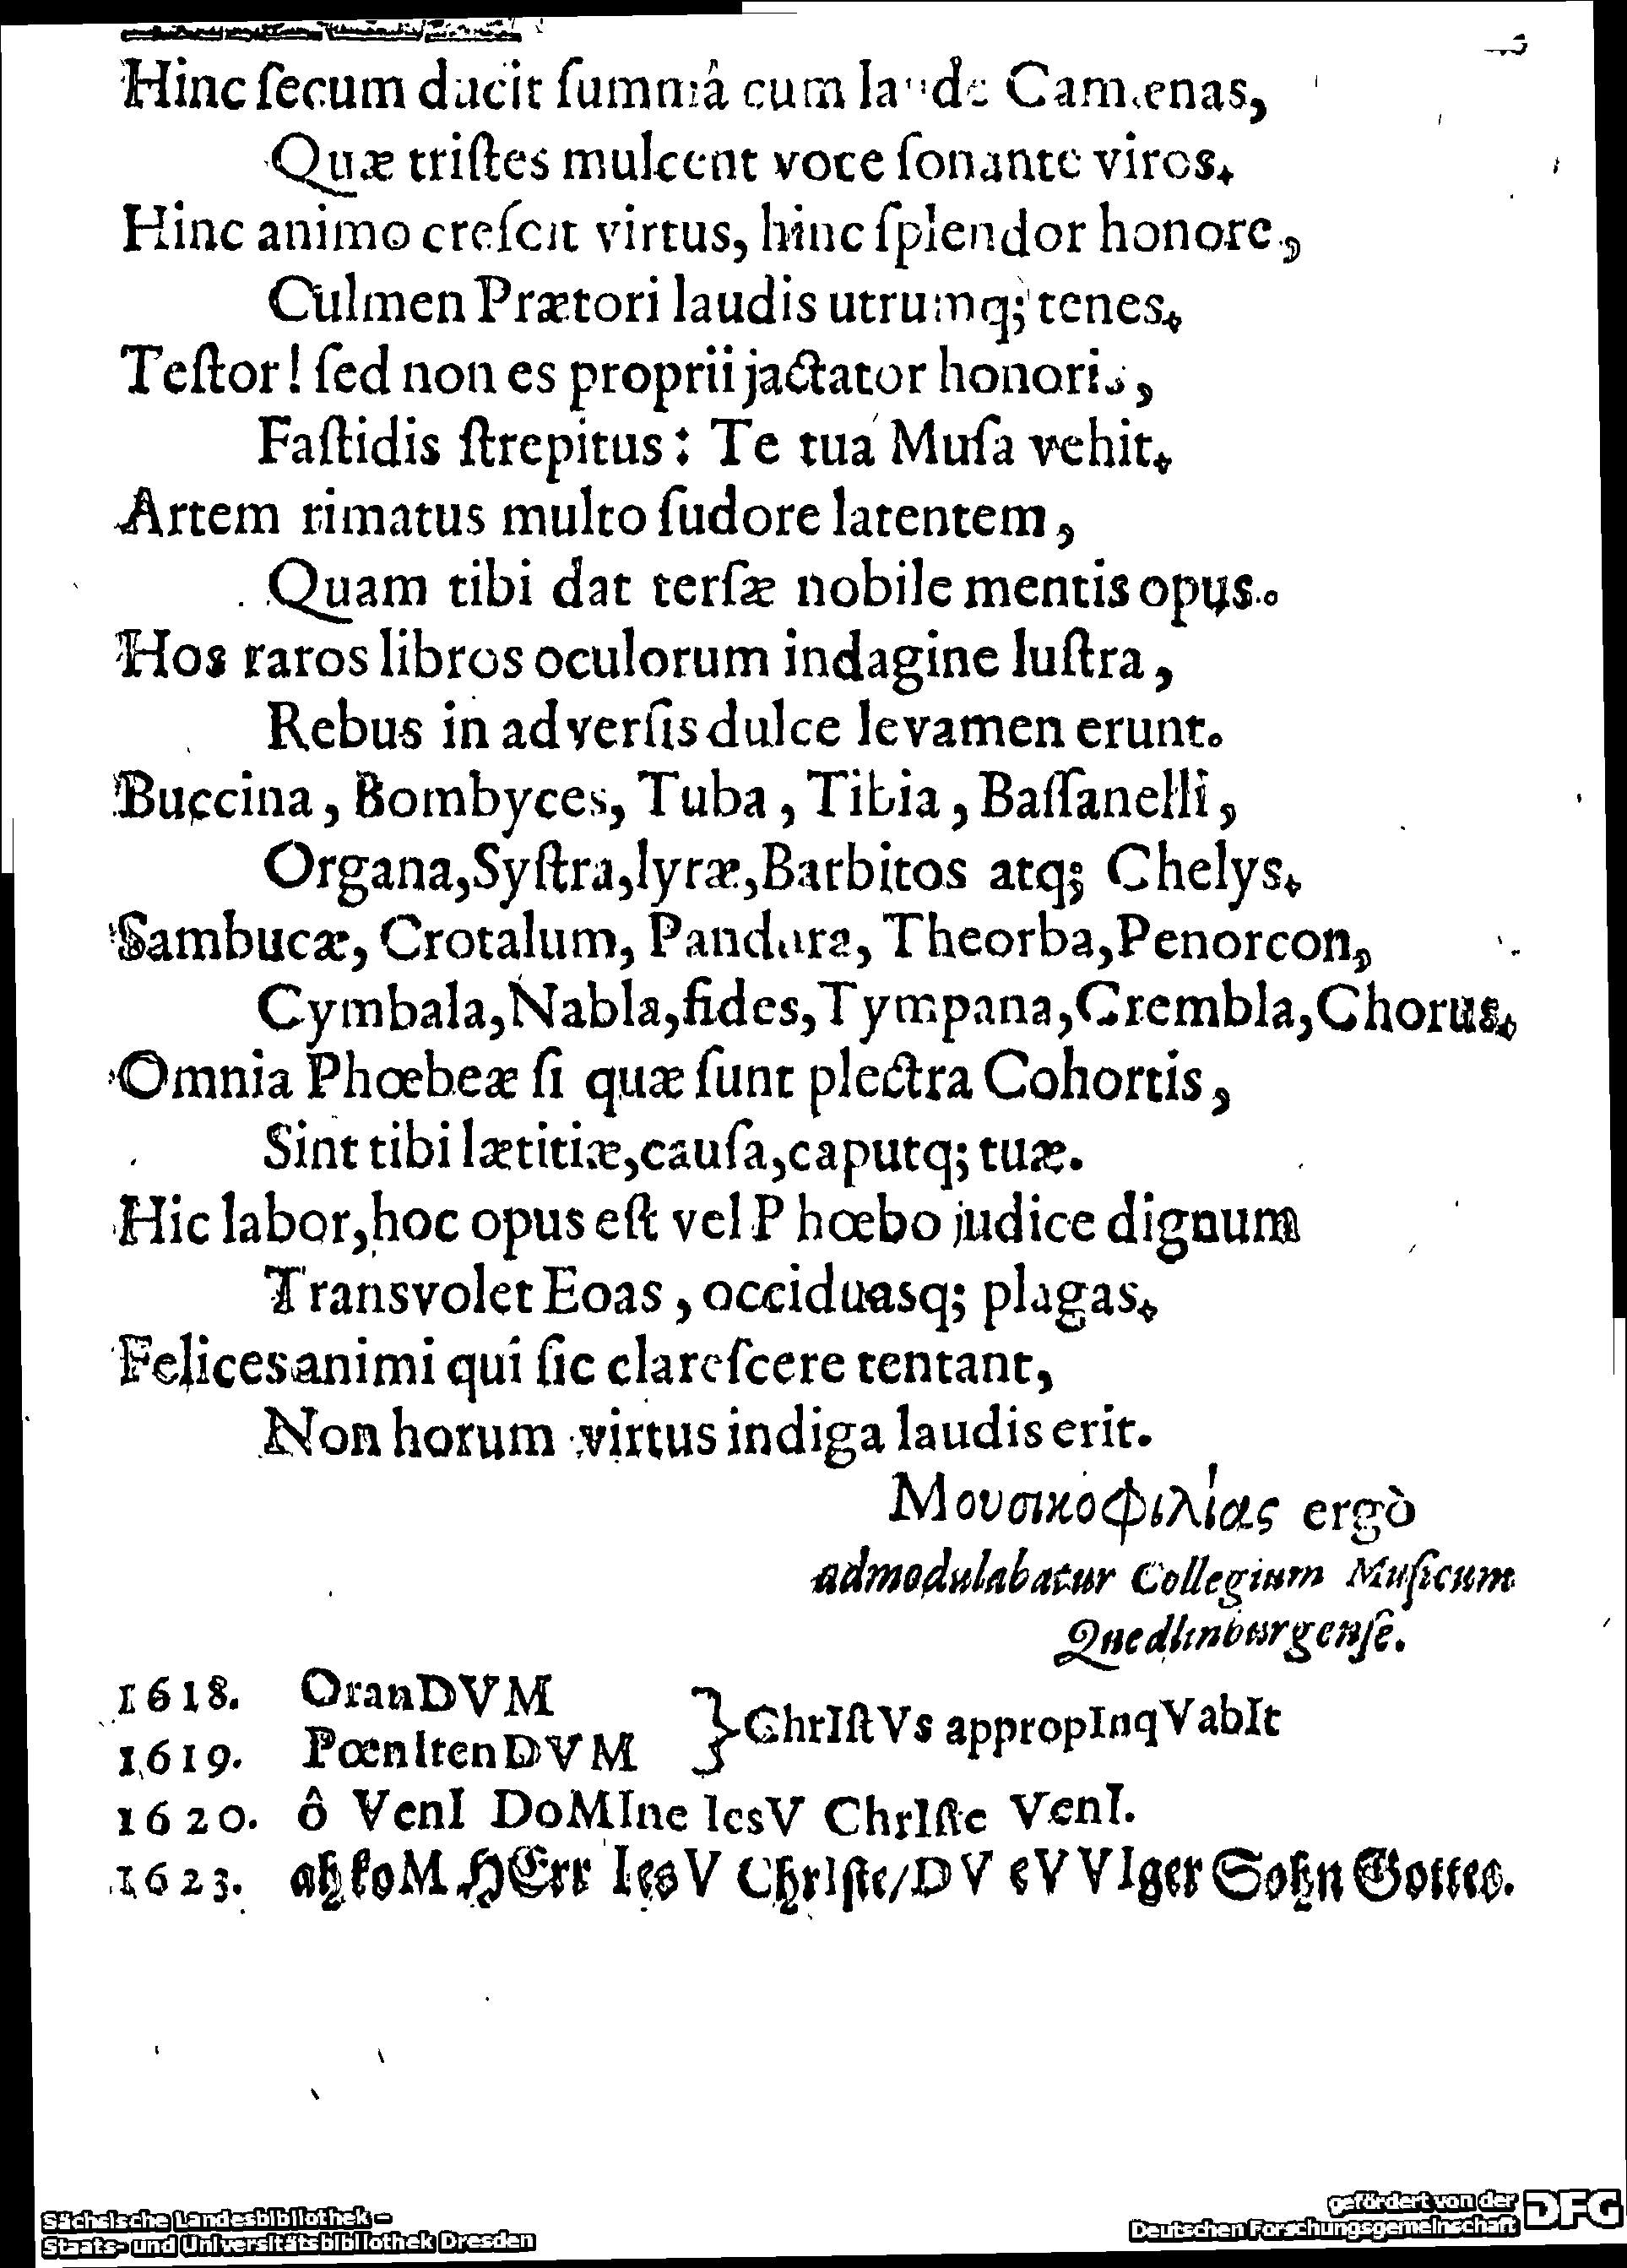 Hinc ſecum ducit ſummâ cum laude Camœnas,
Quæ triſtes mulcent voce ſonante viros.
Hinc animo creſcit virtus, hinc ſplendor honore,
Culmen Prætori laudis utrumq; tenes.
Teſtor! ſed non es proprii jactator honoris,
Faſtidis ſtrepitus: Te tua Muſa vehit.
Artem rimatus multo ſudore latentem,
Quam tibi dat terſæ nobile mentis opus.
Hos raros libros oculorum indagine luſtra,
Rebus in adverſis dulce levamen erunt.
Buccina, Bombyces, Tuba, Tibia, Baſſanelli,
Organa, Syſtra, lyræ, Barbitos atq; Chelys.
Sambucæ, Crotalum, Pandura, Theorba, Penorcon,
Cymbala, Nabla, fides, Tympana, Crembla, Chorus.
Omnia Phœbeæ ſi quæ ſunt plectra Cohortis,
Sint tibi lætitiæ, cauſa, caputq; tuæ.
Hic labor, hoc opus eſt vel Phœbo judice dignum
Transvolet Eoas, occiduasq; plagas.
Felices animi qui ſic clareſcere tentant,
Non horum virtus indiga laudis erit.
Μουσικοφιλίας ergò
admodulabatur Collegium Muſicum
Quedlinburgenſe.
1618. OranDVM
1619. PœnItenDVM } ChrIſtVs appropInqVabIt
1620. ô VenI DoMIne IesV ChrIſte VenI.
1623. ah koM HErr IesV ChrIſte/ DV eVVIger Sohn Gottes.
Sächsische Landesbibliothek –
Staats- und Universitätsbibliothek Dresden
gefördert von der
Deutschen Forschungsgemeinschaft DFG